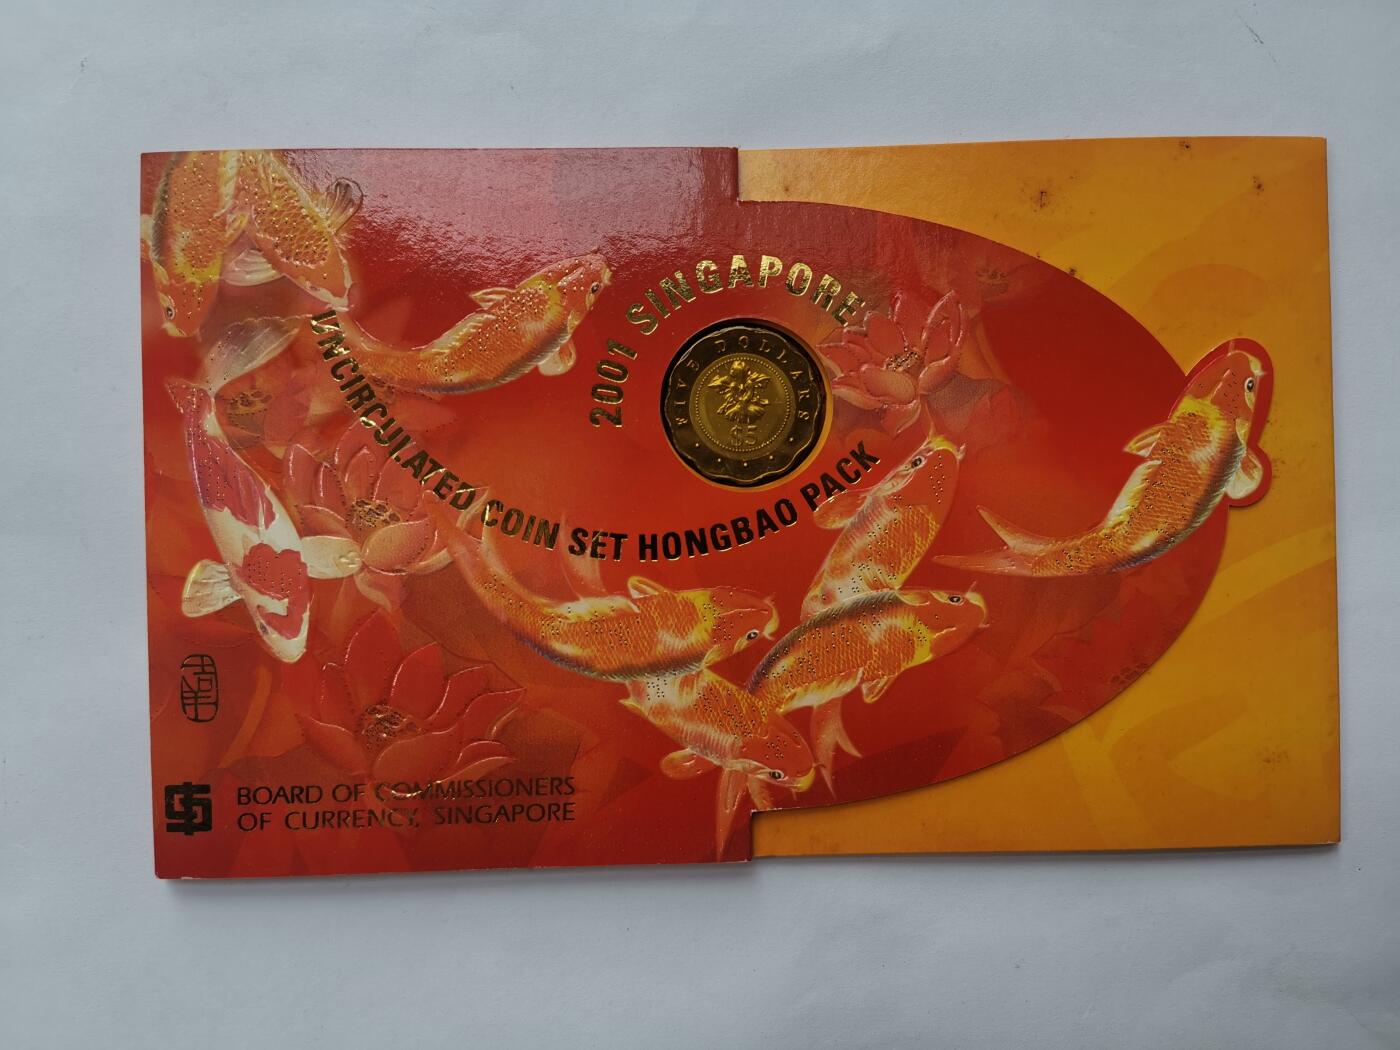 2001 SINGAPORE
UNCIRCULATED COIN SET HONGBAO PACK
FIVE DOLLARS
$5
BOARD OF COMMISSIONERS
OF CURRENCY, SINGAPORE